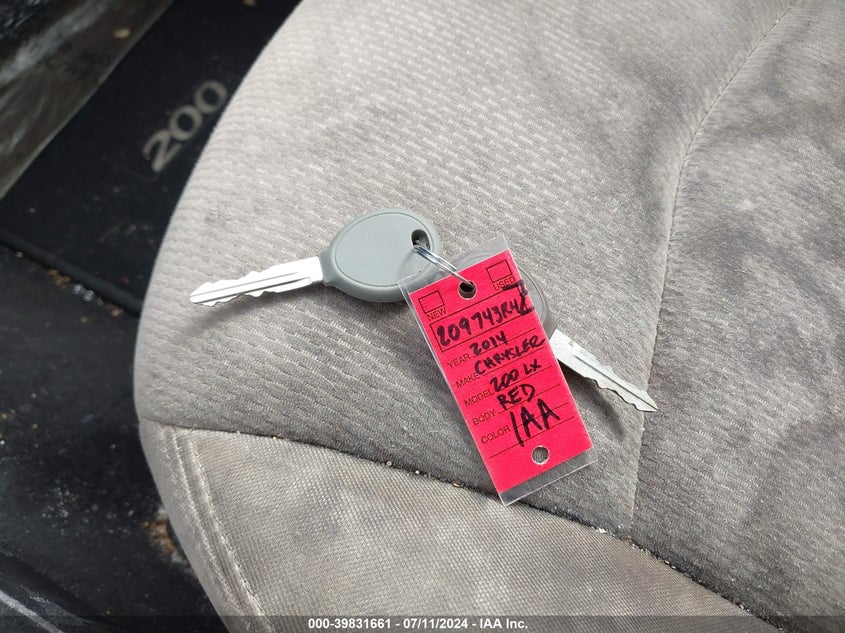 200
NEW
USED
209743R42
YEAR 2014
MAKE CHRYSLER
MODEL 200 LX
BODY RED
COLOR IAA
000-39831661 - 07/11/2024 - IAA Inc.